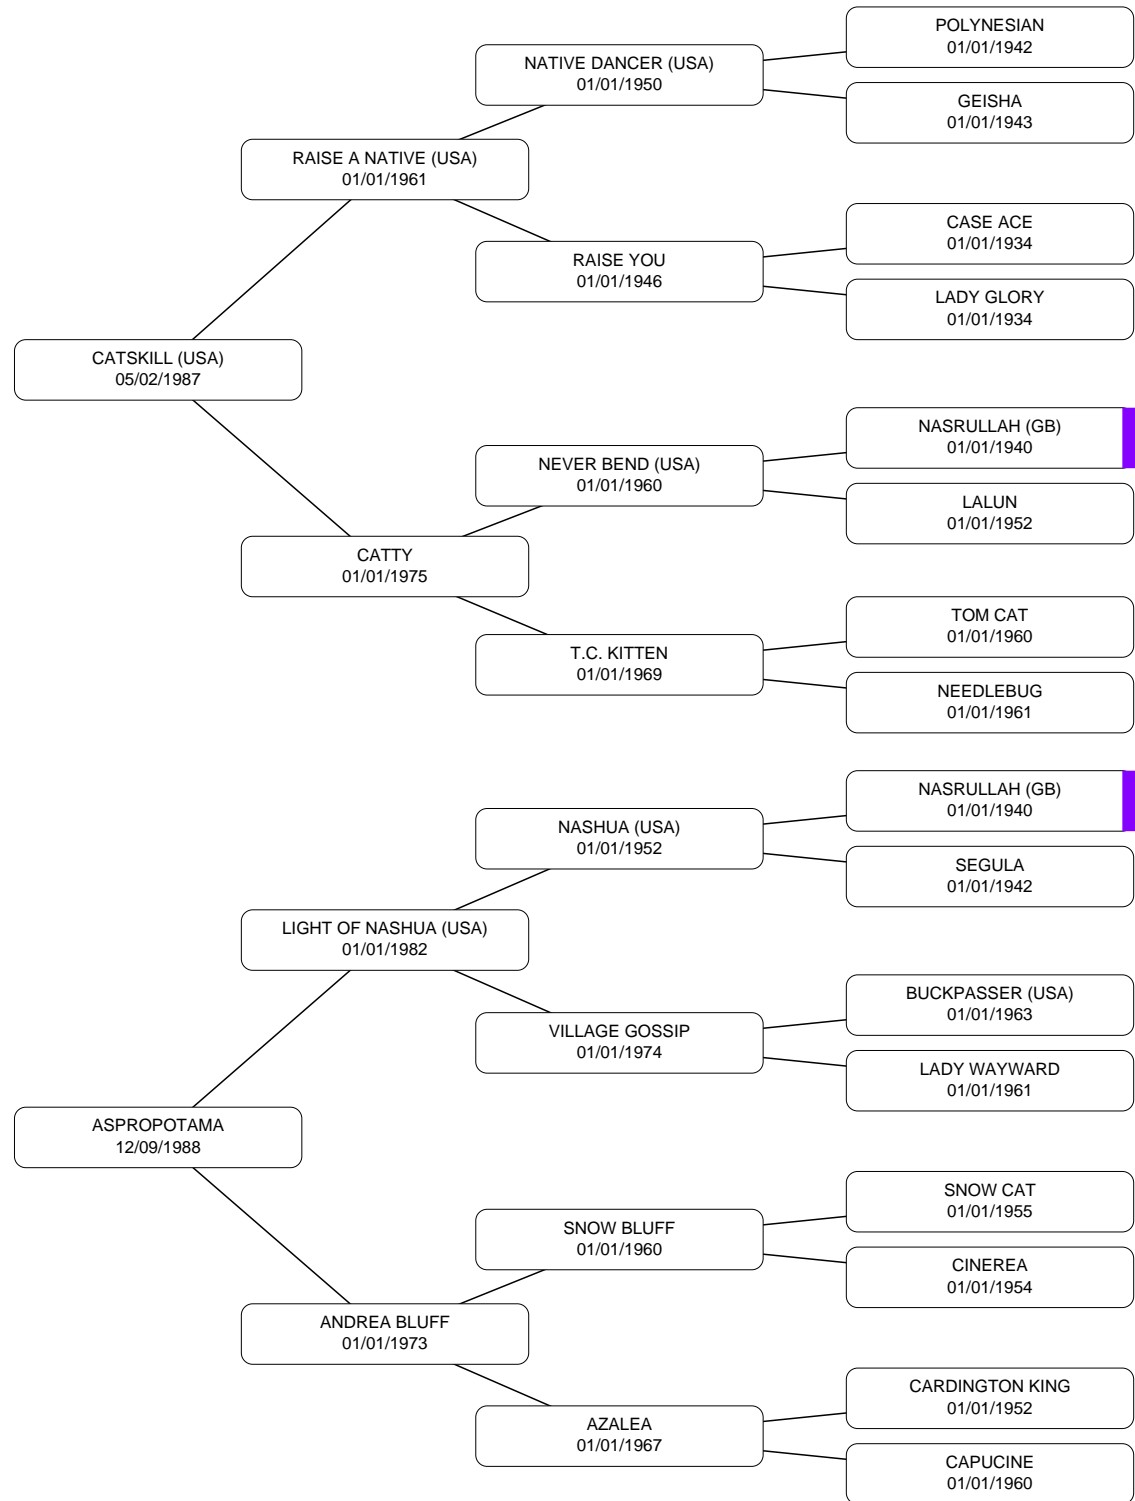 POLYNESIAN
01/01/1942
NATIVE DANCER (USA)
01/01/1950
GEISHA
01/01/1943
RAISE A NATIVE (USA)
01/01/1961
CASE ACE
01/01/1934
RAISE YOU
01/01/1946
LADY GLORY
01/01/1934
CATSKILL (USA)
05/02/1987
NASRULLAH (GB)
01/01/1940
NEVER BEND (USA)
01/01/1960
LALUN
01/01/1952
CATTY
01/01/1975
TOM CAT
01/01/1960
T.C. KITTEN
01/01/1969
NEEDLEBUG
01/01/1961
NASRULLAH (GB)
01/01/1940
NASHUA (USA)
01/01/1952
SEGULA
01/01/1942
LIGHT OF NASHUA (USA)
01/01/1982
BUCKPASSER (USA)
01/01/1963
VILLAGE GOSSIP
01/01/1974
LADY WAYWARD
01/01/1961
ASPROPOTAMA
12/09/1988
SNOW CAT
01/01/1955
SNOW BLUFF
01/01/1960
CINEREA
01/01/1954
ANDREA BLUFF
01/01/1973
CARDINGTON KING
01/01/1952
AZALEA
01/01/1967
CAPUCINE
01/01/1960